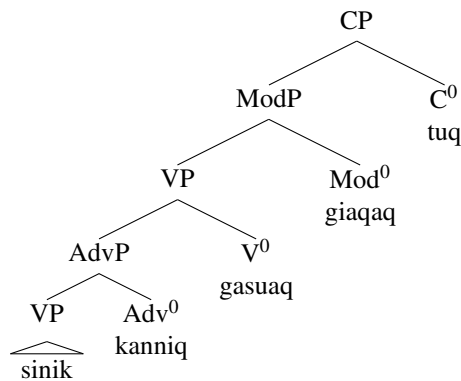 CP
ModP C⁰
tuq
VP Mod⁰
giaqaq
AdvP V⁰
gasuaq
VP Adv⁰
kanniq
sinik